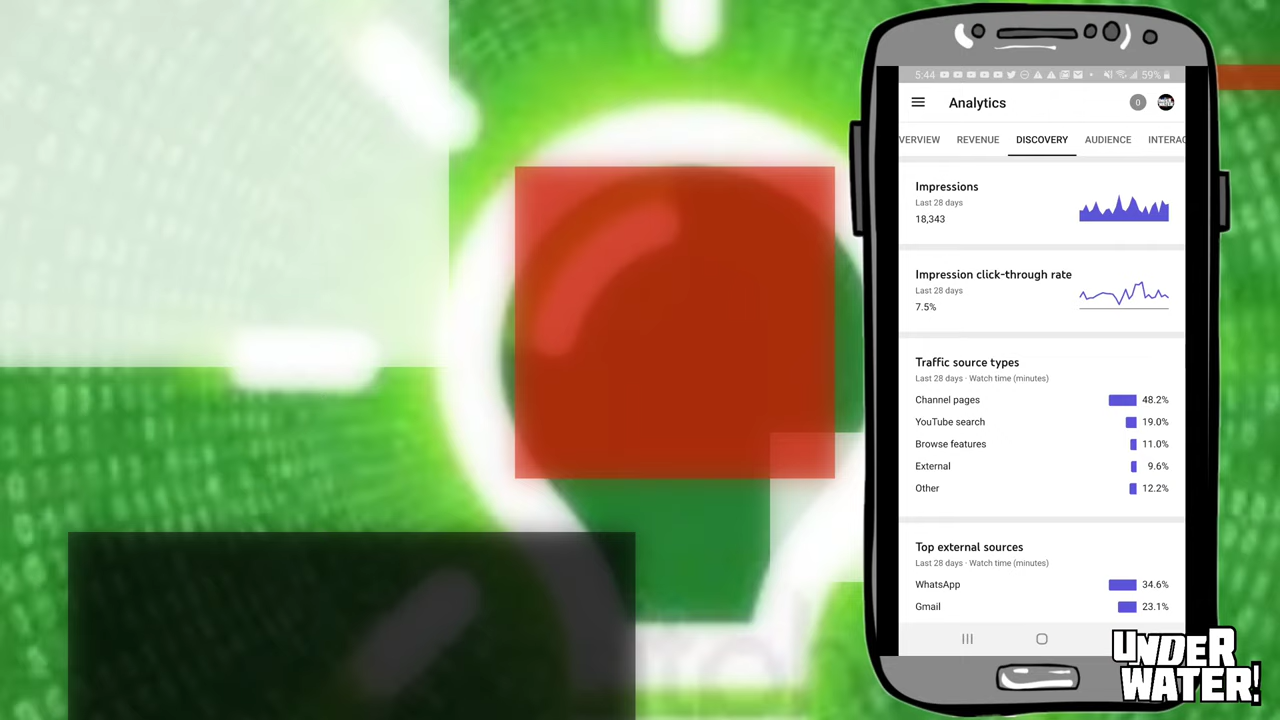 5:44
59%
Analytics
0
VERVIEW REVENUE DISCOVERY AUDIENCE INTERAC
Impressions
Last 28 days
18,343
Impression click-through rate
Last 28 days
7.5%
Traffic source types
Last 28 days · Watch time (minutes)
Channel pages 48.2%
YouTube search 19.0%
Browse features 11.0%
External 9.6%
Other 12.2%
Top external sources
Last 28 days · Watch time (minutes)
WhatsApp 34.6%
Gmail 23.1%
UNDER
WATER!